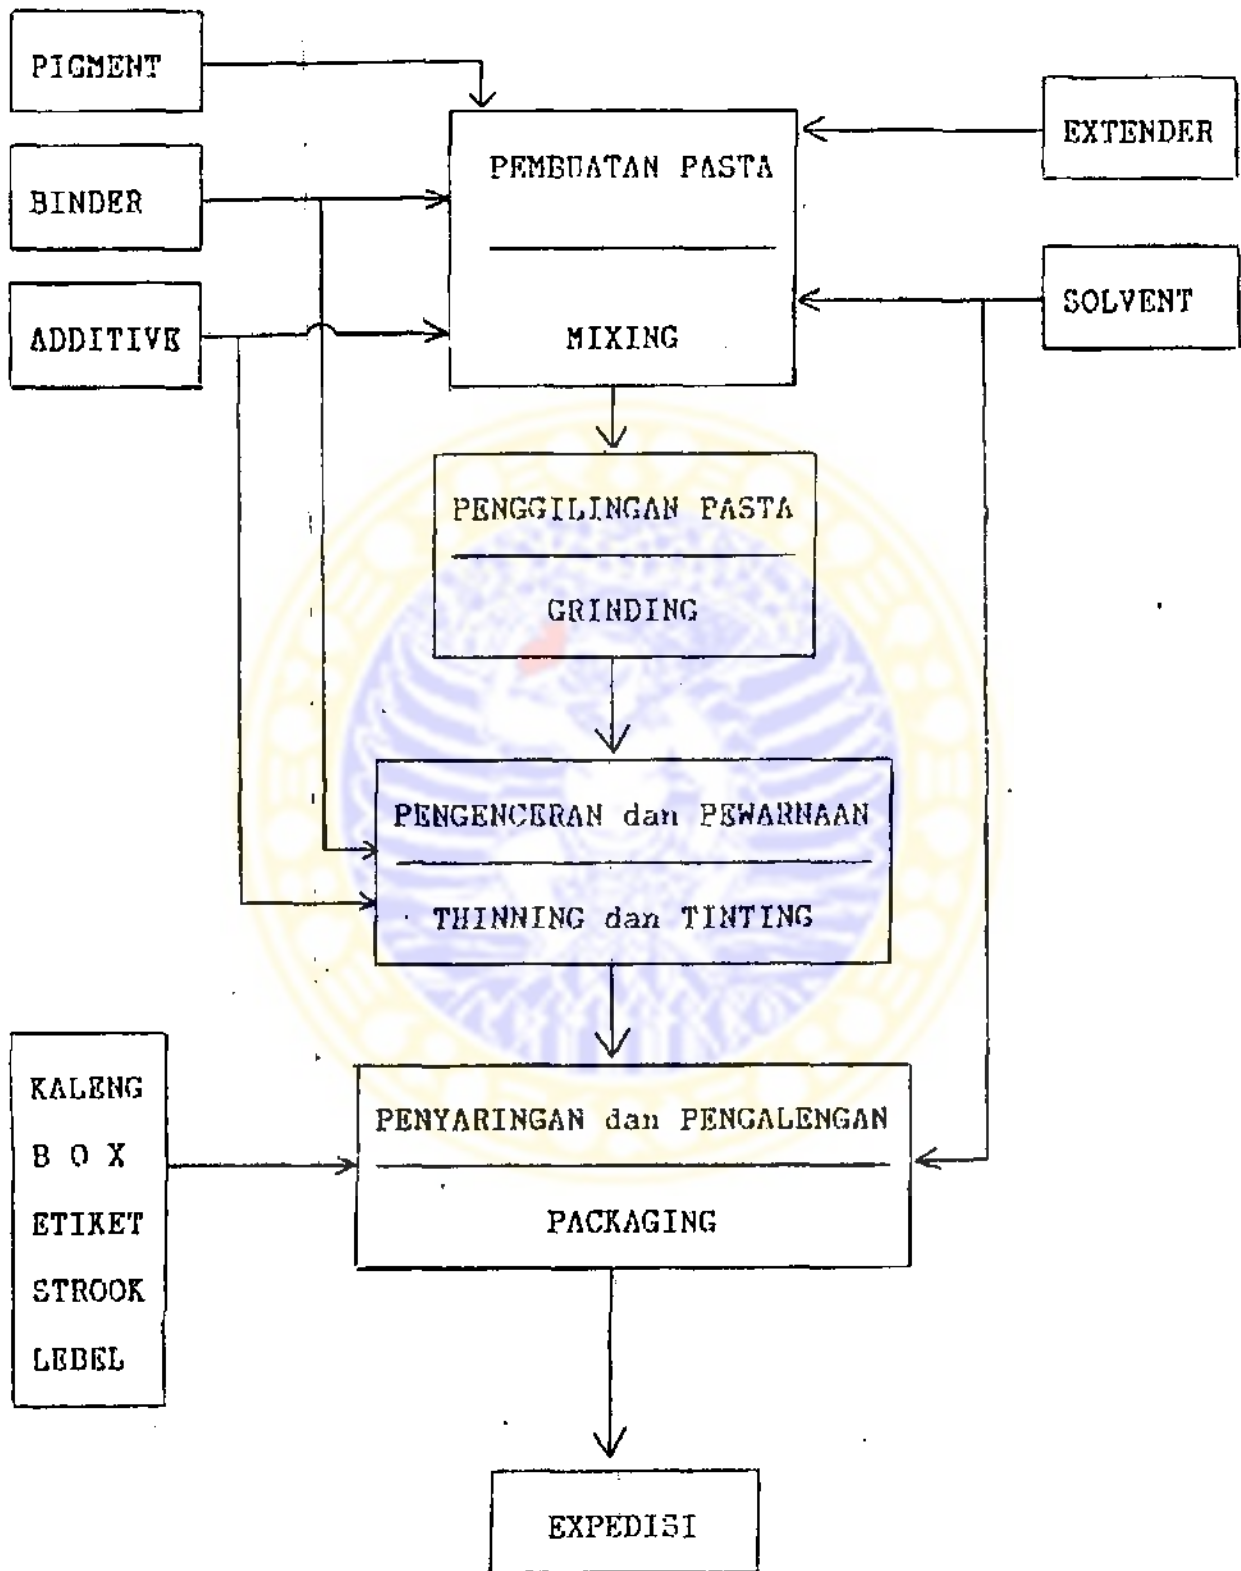 PIGMENT
EXTENDER
PEMBUATAN PASTA
BINDER
SOLVENT
ADDITIVE
MIXING
PENGGILINGAN PASTA
GRINDING
PENGENCERAN dan PEWARNAAN
THINNING dan TINTING
KALENG
PENYARINGAN dan PENGALENGAN
B O X
ETIKET
PACKAGING
STROOK
LEBEL
EXPEDISI